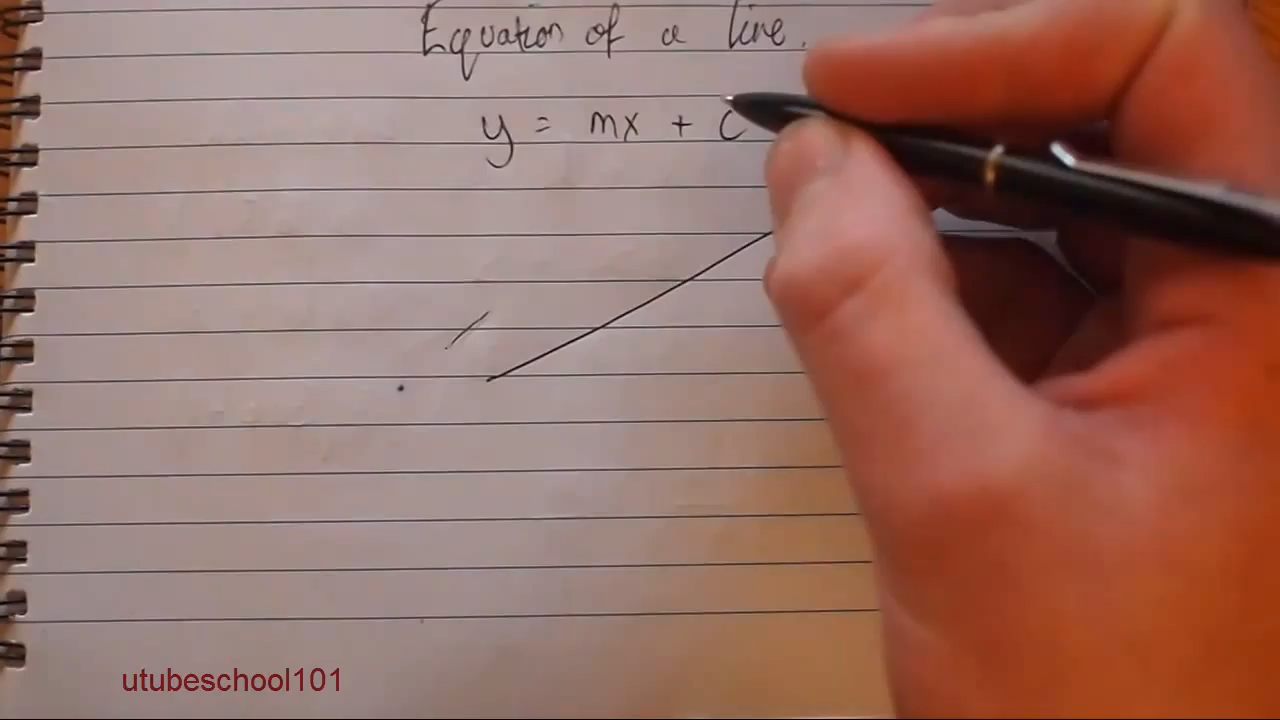 Equation of a line.
y = mx + c
utubeschool101